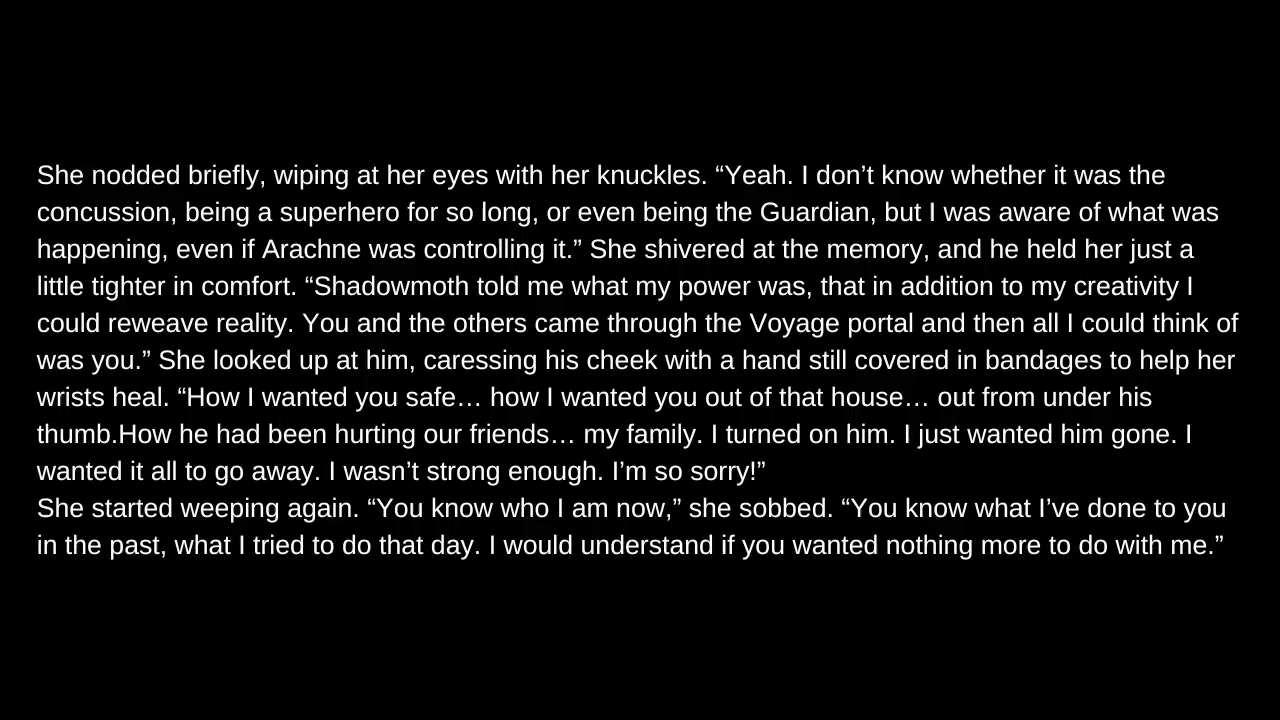 She nodded briefly, wiping at her eyes with her knuckles. “Yeah. I don’t know whether it was the
concussion, being a superhero for so long, or even being the Guardian, but I was aware of what was
happening, even if Arachne was controlling it.” She shivered at the memory, and he held her just a
little tighter in comfort. “Shadowmoth told me what my power was, that in addition to my creativity I
could reweave reality. You and the others came through the Voyage portal and then all I could think of
was you.” She looked up at him, caressing his cheek with a hand still covered in bandages to help her
wrists heal. “How I wanted you safe… how I wanted you out of that house… out from under his
thumb.How he had been hurting our friends… my family. I turned on him. I just wanted him gone. I
wanted it all to go away. I wasn’t strong enough. I’m so sorry!”
She started weeping again. “You know who I am now,” she sobbed. “You know what I’ve done to you
in the past, what I tried to do that day. I would understand if you wanted nothing more to do with me.”